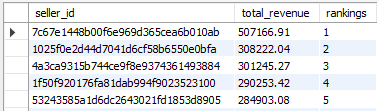 seller_id total_revenue rankings
7c67e1448b00f6e969d365cea6b010ab 507166.91 1
1025f0e2d44d7041d6cf58b6550e0bfa 308222.04 2
4a3ca9315b744ce9f8e9374361493884 301245.27 3
1f50f920176fa81dab994f9023523100 290253.42 4
53243585a1d6dc2643021fd1853d8905 284903.08 5